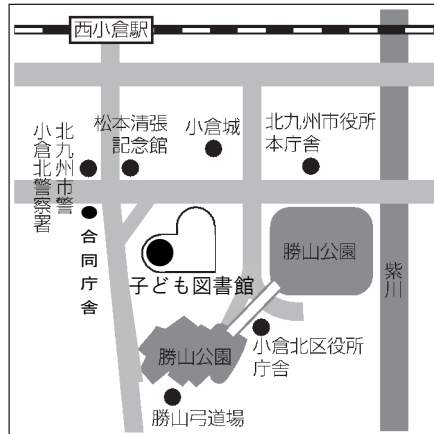 西小倉駅
北九州市警
小倉北警察署
松本清張
記念館
小倉城
北九州市役所
本庁舎
合同庁舎
子ども図書館
勝山公園
紫川
小倉北区役所
庁舎
勝山公園
勝山弓道場